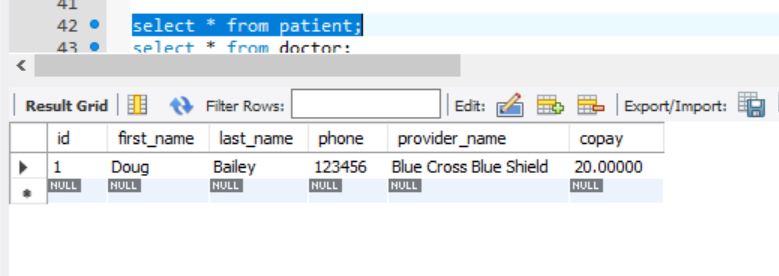 41
42 select * from patient;
43 select * from doctor;
Result Grid Filter Rows: Edit: Export/Import:
id first_name last_name phone provider_name copay
1 Doug Bailey 123456 Blue Cross Blue Shield 20.00000
NULL NULL NULL NULL NULL NULL